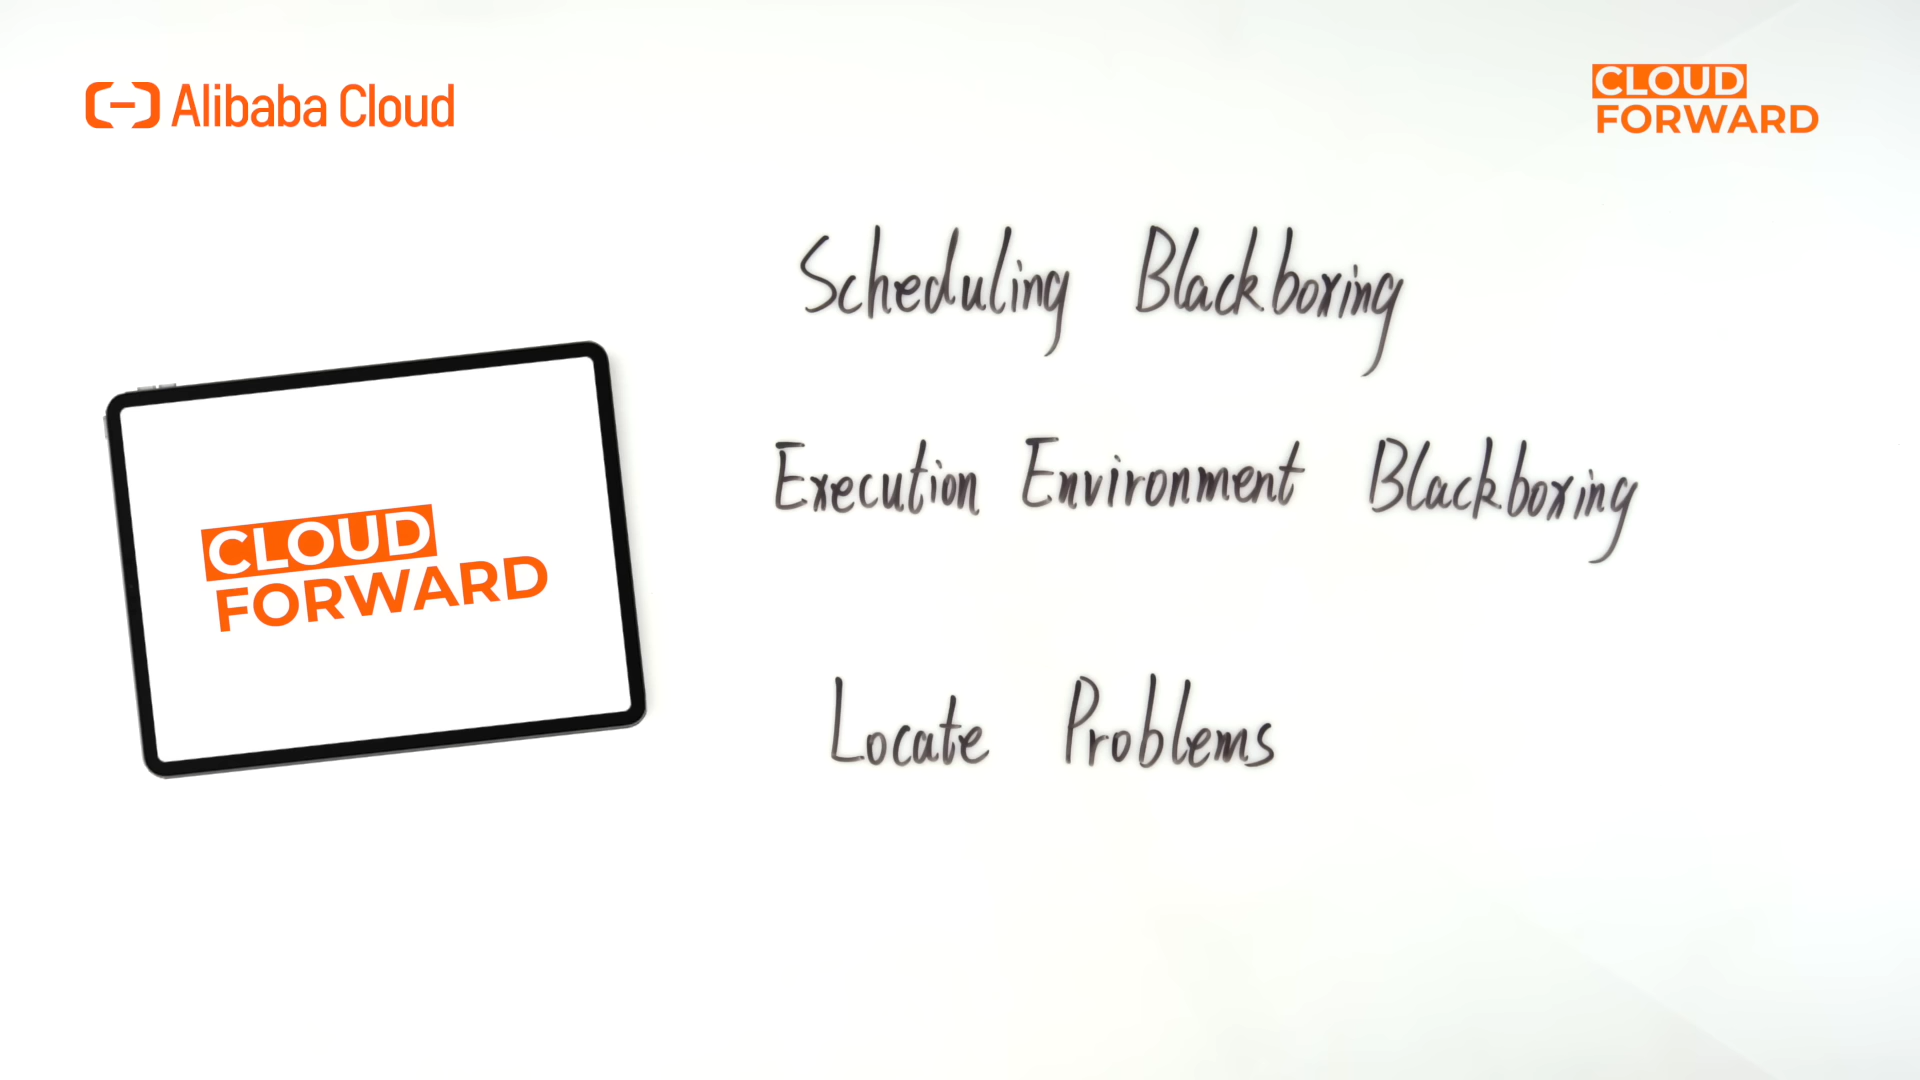 Alibaba Cloud
CLOUD
FORWARD
Scheduling Blackboxing
Execution Environment Blackboxing
Locate Problems
CLOUD
FORWARD